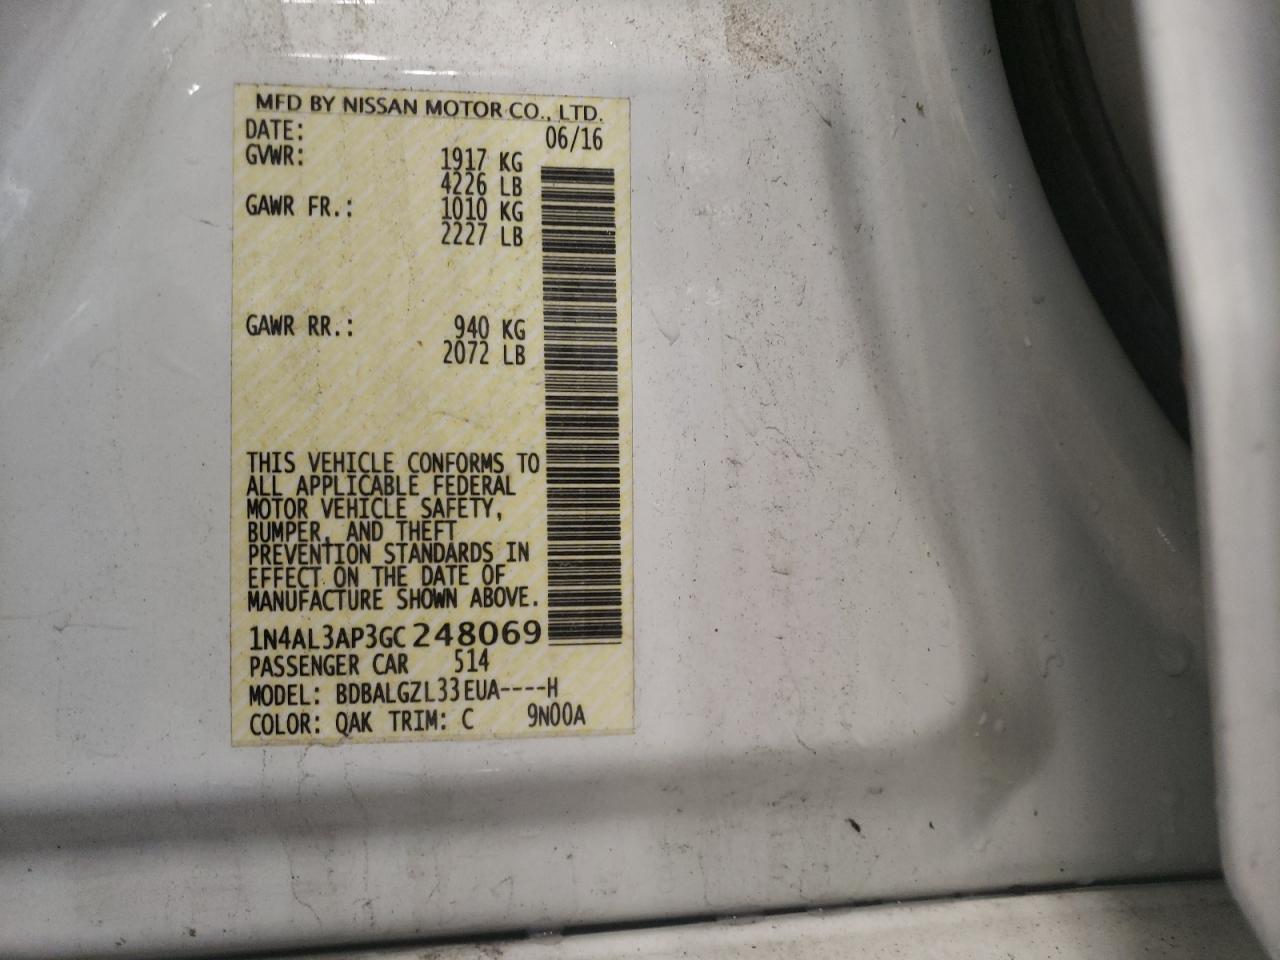 MFD BY NISSAN MOTOR CO., LTD.
DATE: 06/16
GVWR: 1917 KG
4226 LB
GAWR FR.: 1010 KG
2227 LB
GAWR RR.: 940 KG
2072 LB
THIS VEHICLE CONFORMS TO
ALL APPLICABLE FEDERAL
MOTOR VEHICLE SAFETY,
BUMPER, AND THEFT
PREVENTION STANDARDS IN
EFFECT ON THE DATE OF
MANUFACTURE SHOWN ABOVE.
1N4AL3AP3GC248069
PASSENGER CAR 514
MODEL: BDBALGZL33EUA----H
COLOR: QAK TRIM: C 9N00A